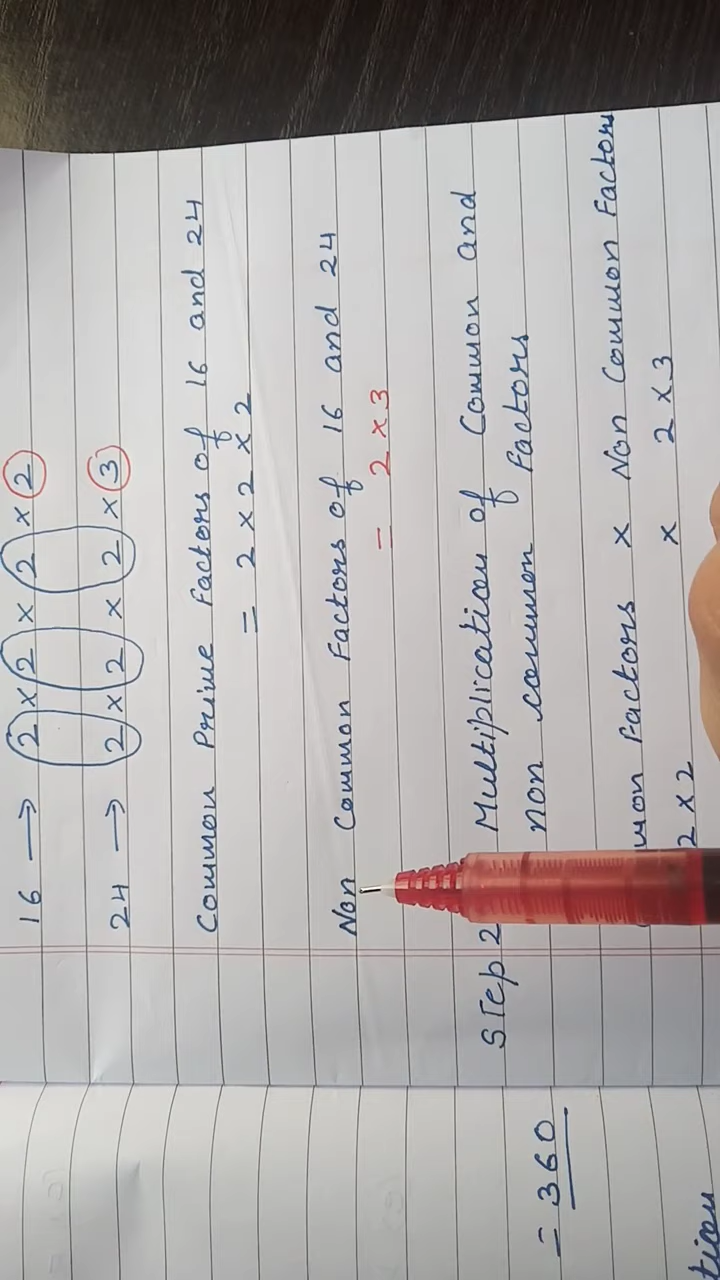 16 → 2 × 2 × 2 × 2
24 → 2 × 2 × 2 × 3
Common Prime Factors of 16 and 24
= 2 × 2 × 2
Non Common Factors of 16 and 24
= 2 × 3
Step 2 Multiplication of Common and
non common Factors
Factors × Non Common Factors
2 × 2 × 2 × 3
= 360